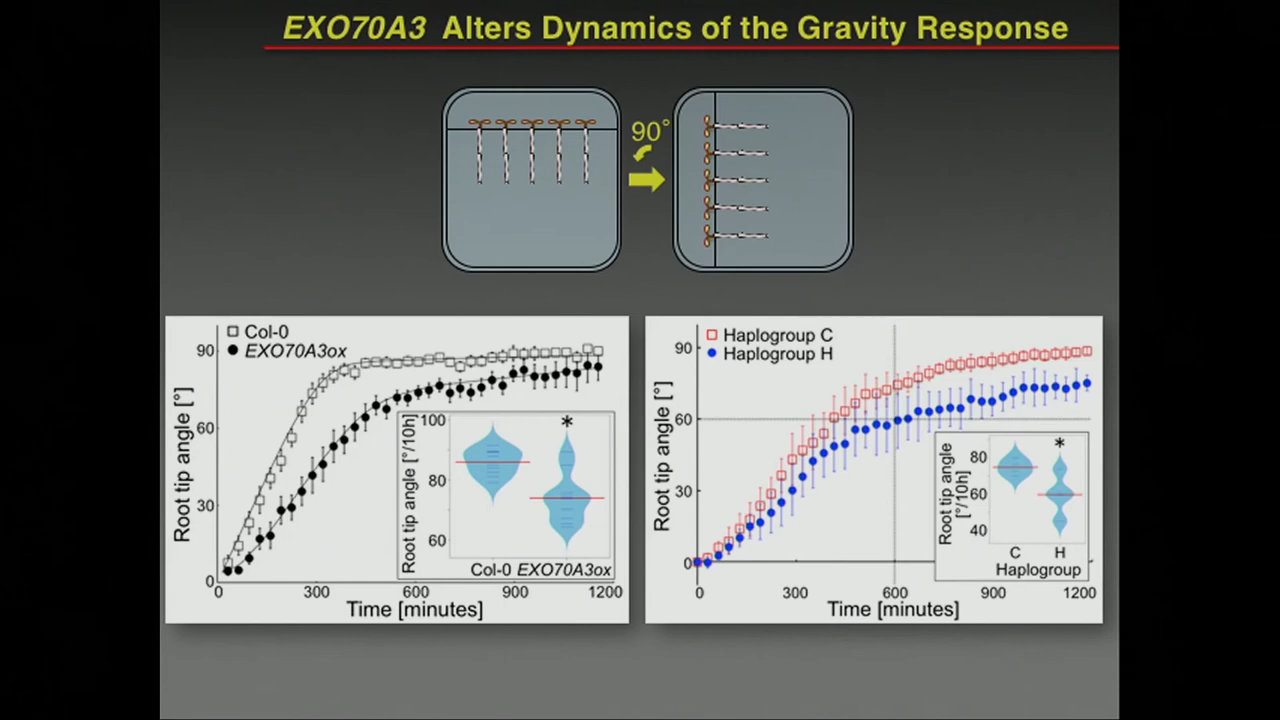 EXO70A3 Alters Dynamics of the Gravity Response
90°
Col-0
EXO70A3ox
90
60
30
0
Root tip angle [°]
0 300 600 900 1200
Time [minutes]
100
80
60
Root tip angle [°/10h]
*
Col-0 EXO70A3ox
Haplogroup C
Haplogroup H
90
60
30
0
Root tip angle [°]
0 300 600 900 1200
Time [minutes]
80
60
40
Root tip angle
[°/10h]
*
C H
Haplogroup